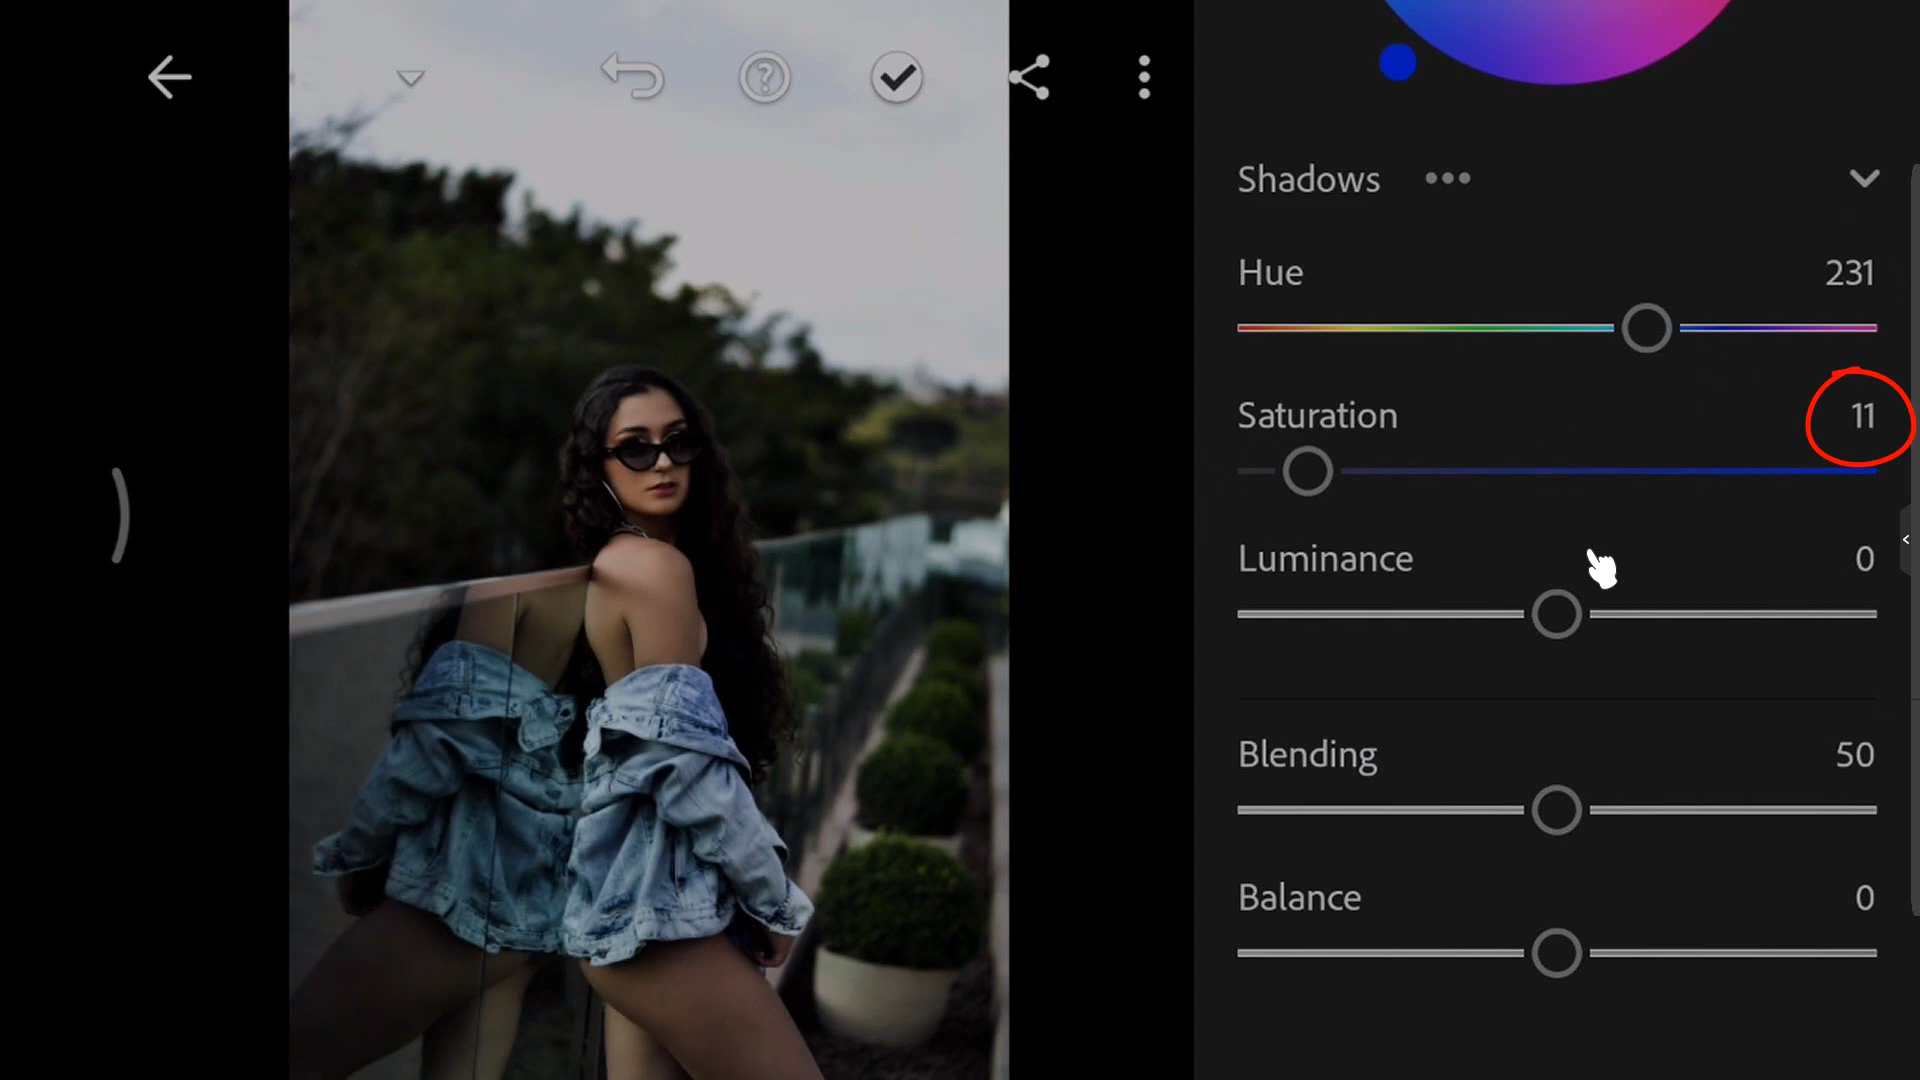 Shadows
Hue 231
Saturation 11
Luminance 0
Blending 50
Balance 0